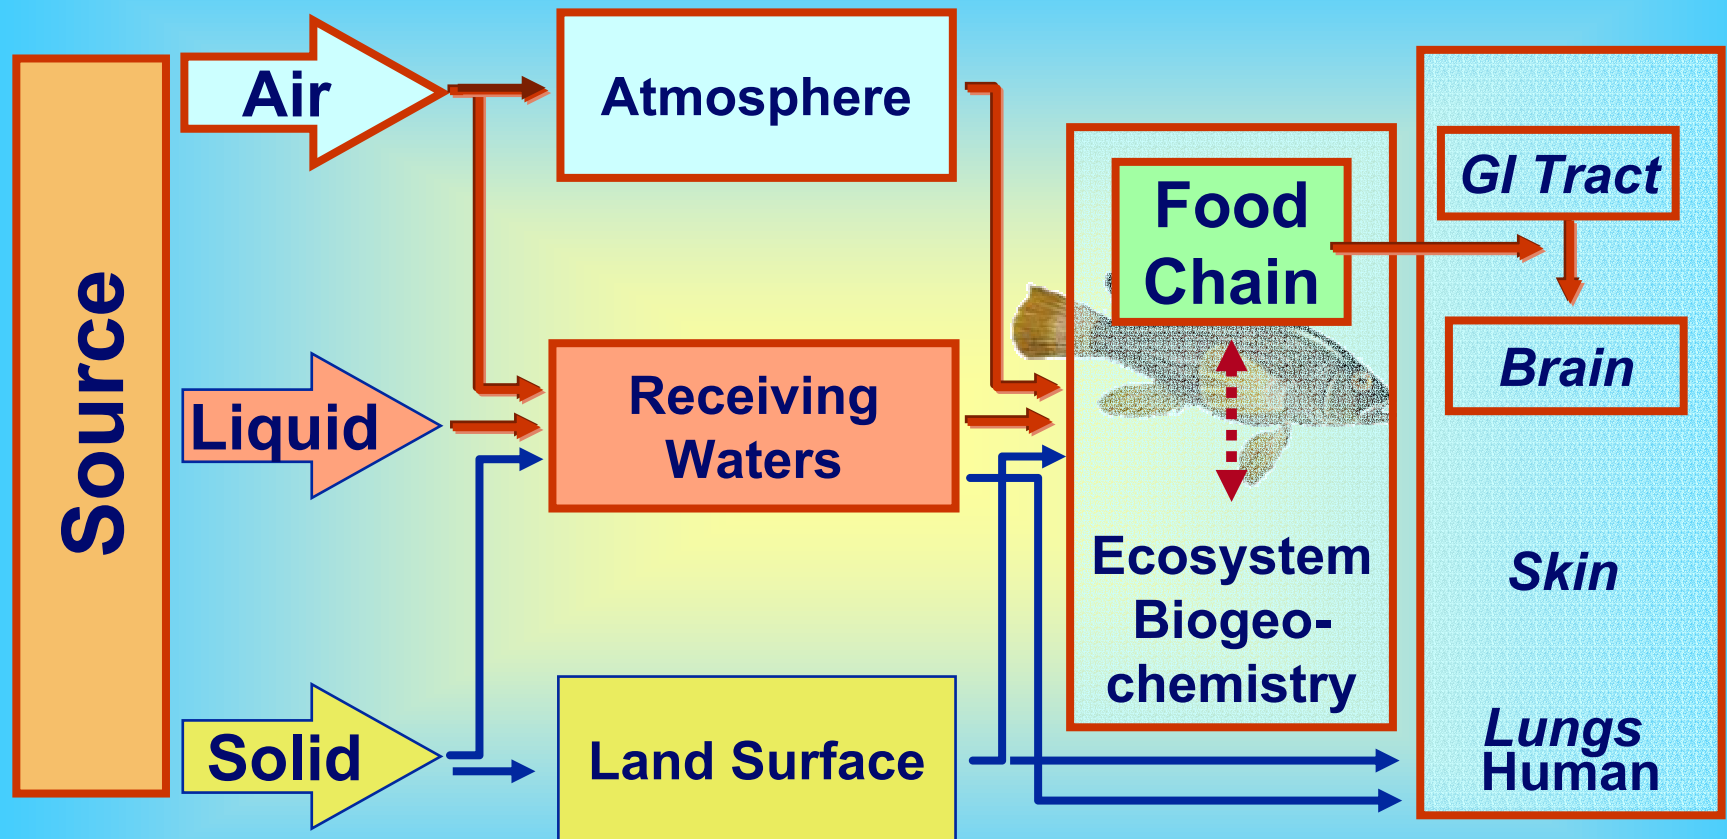 Source
Air
Liquid
Solid
Atmosphere
Receiving
Waters
Land Surface
Food
Chain
Ecosystem
Biogeo-
chemistry
GI Tract
Brain
Skin
Lungs
Human